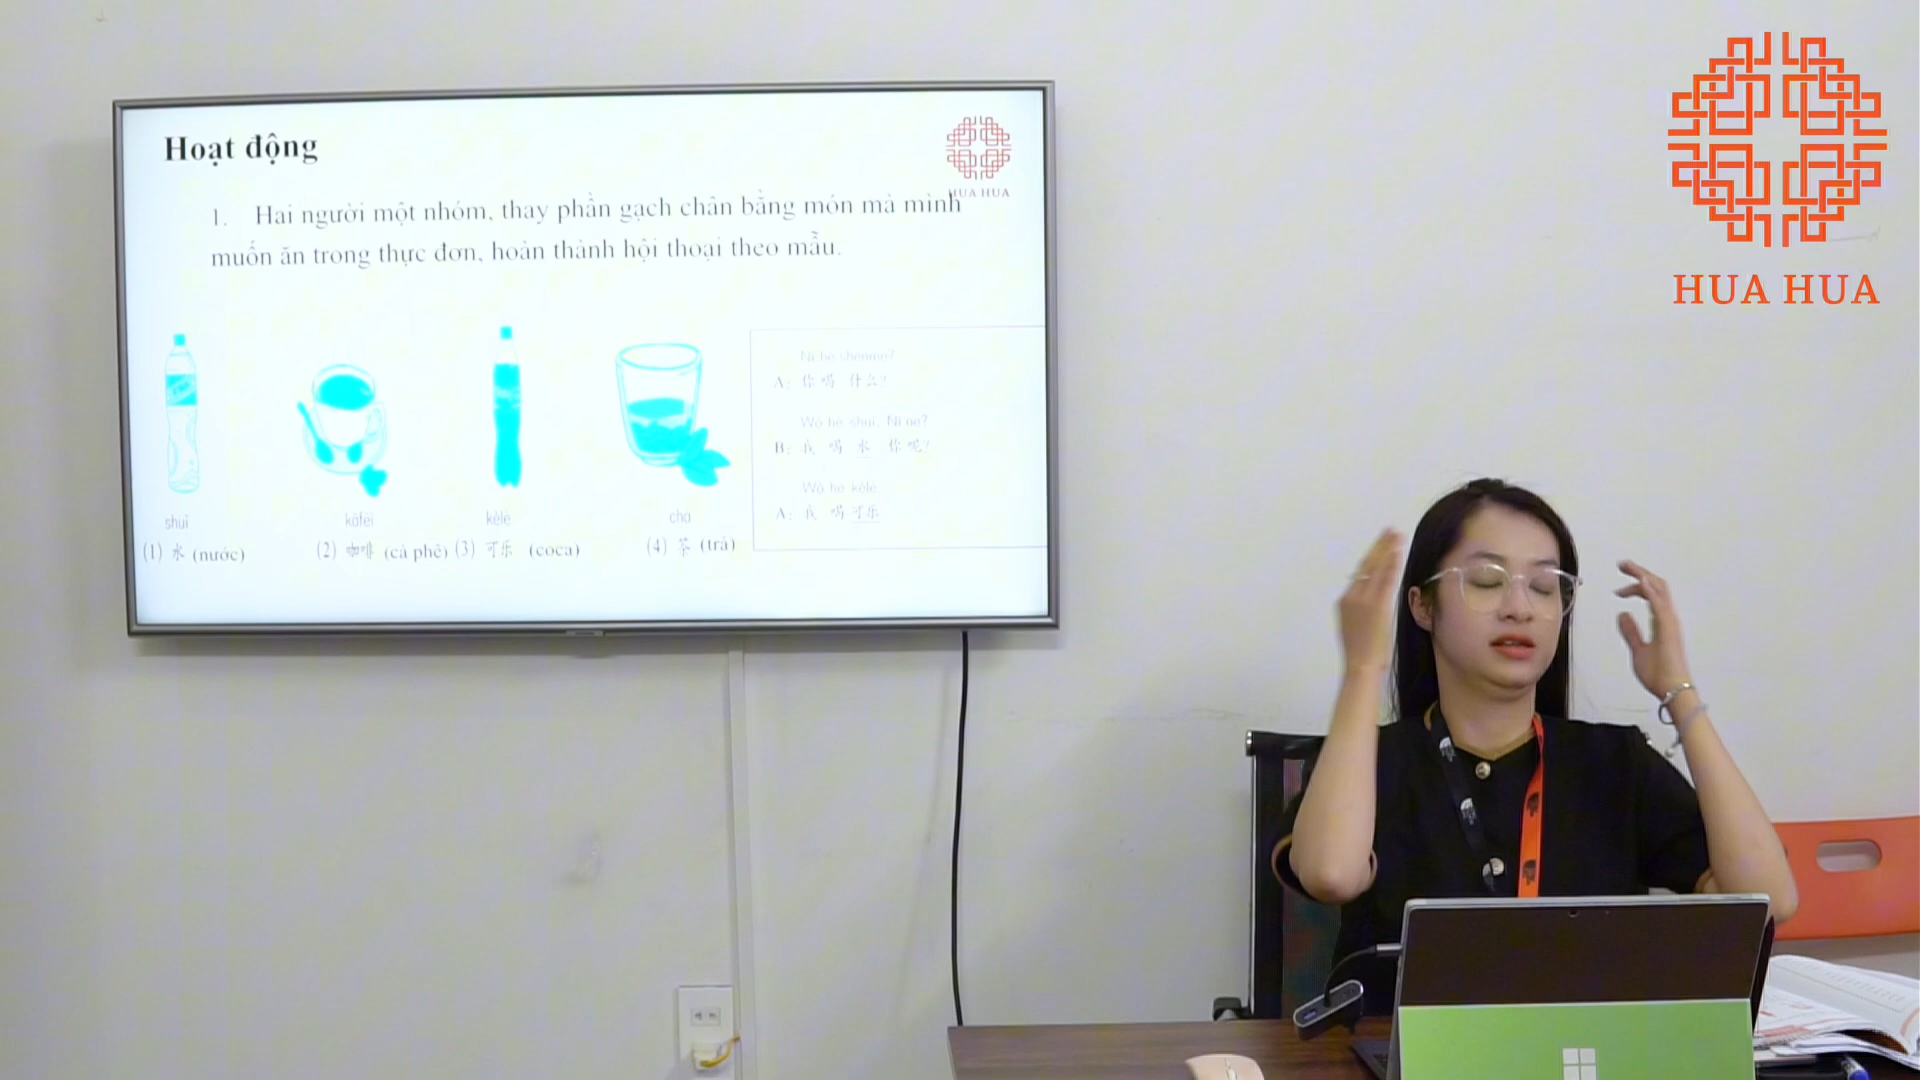 Hoạt động
HUA HUA
1. Hai người một nhóm, thay phần gạch chân bằng món mà mình
muốn ăn trong thực đơn, hoàn thành hội thoại theo mẫu.
Nǐ hē shénme?
A: 你喝 什么?
Wǒ hē shuǐ, Nǐ ne?
B: 我 喝 水 你呢?
Wǒ hē kělè
A: 我 喝 可乐
shuǐ
(1) 水 (nước)
kāfēi
(2) 咖啡 (cà phê)
kělè
(3) 可乐 (coca)
chá
(4) 茶 (trà)
HUA HUA